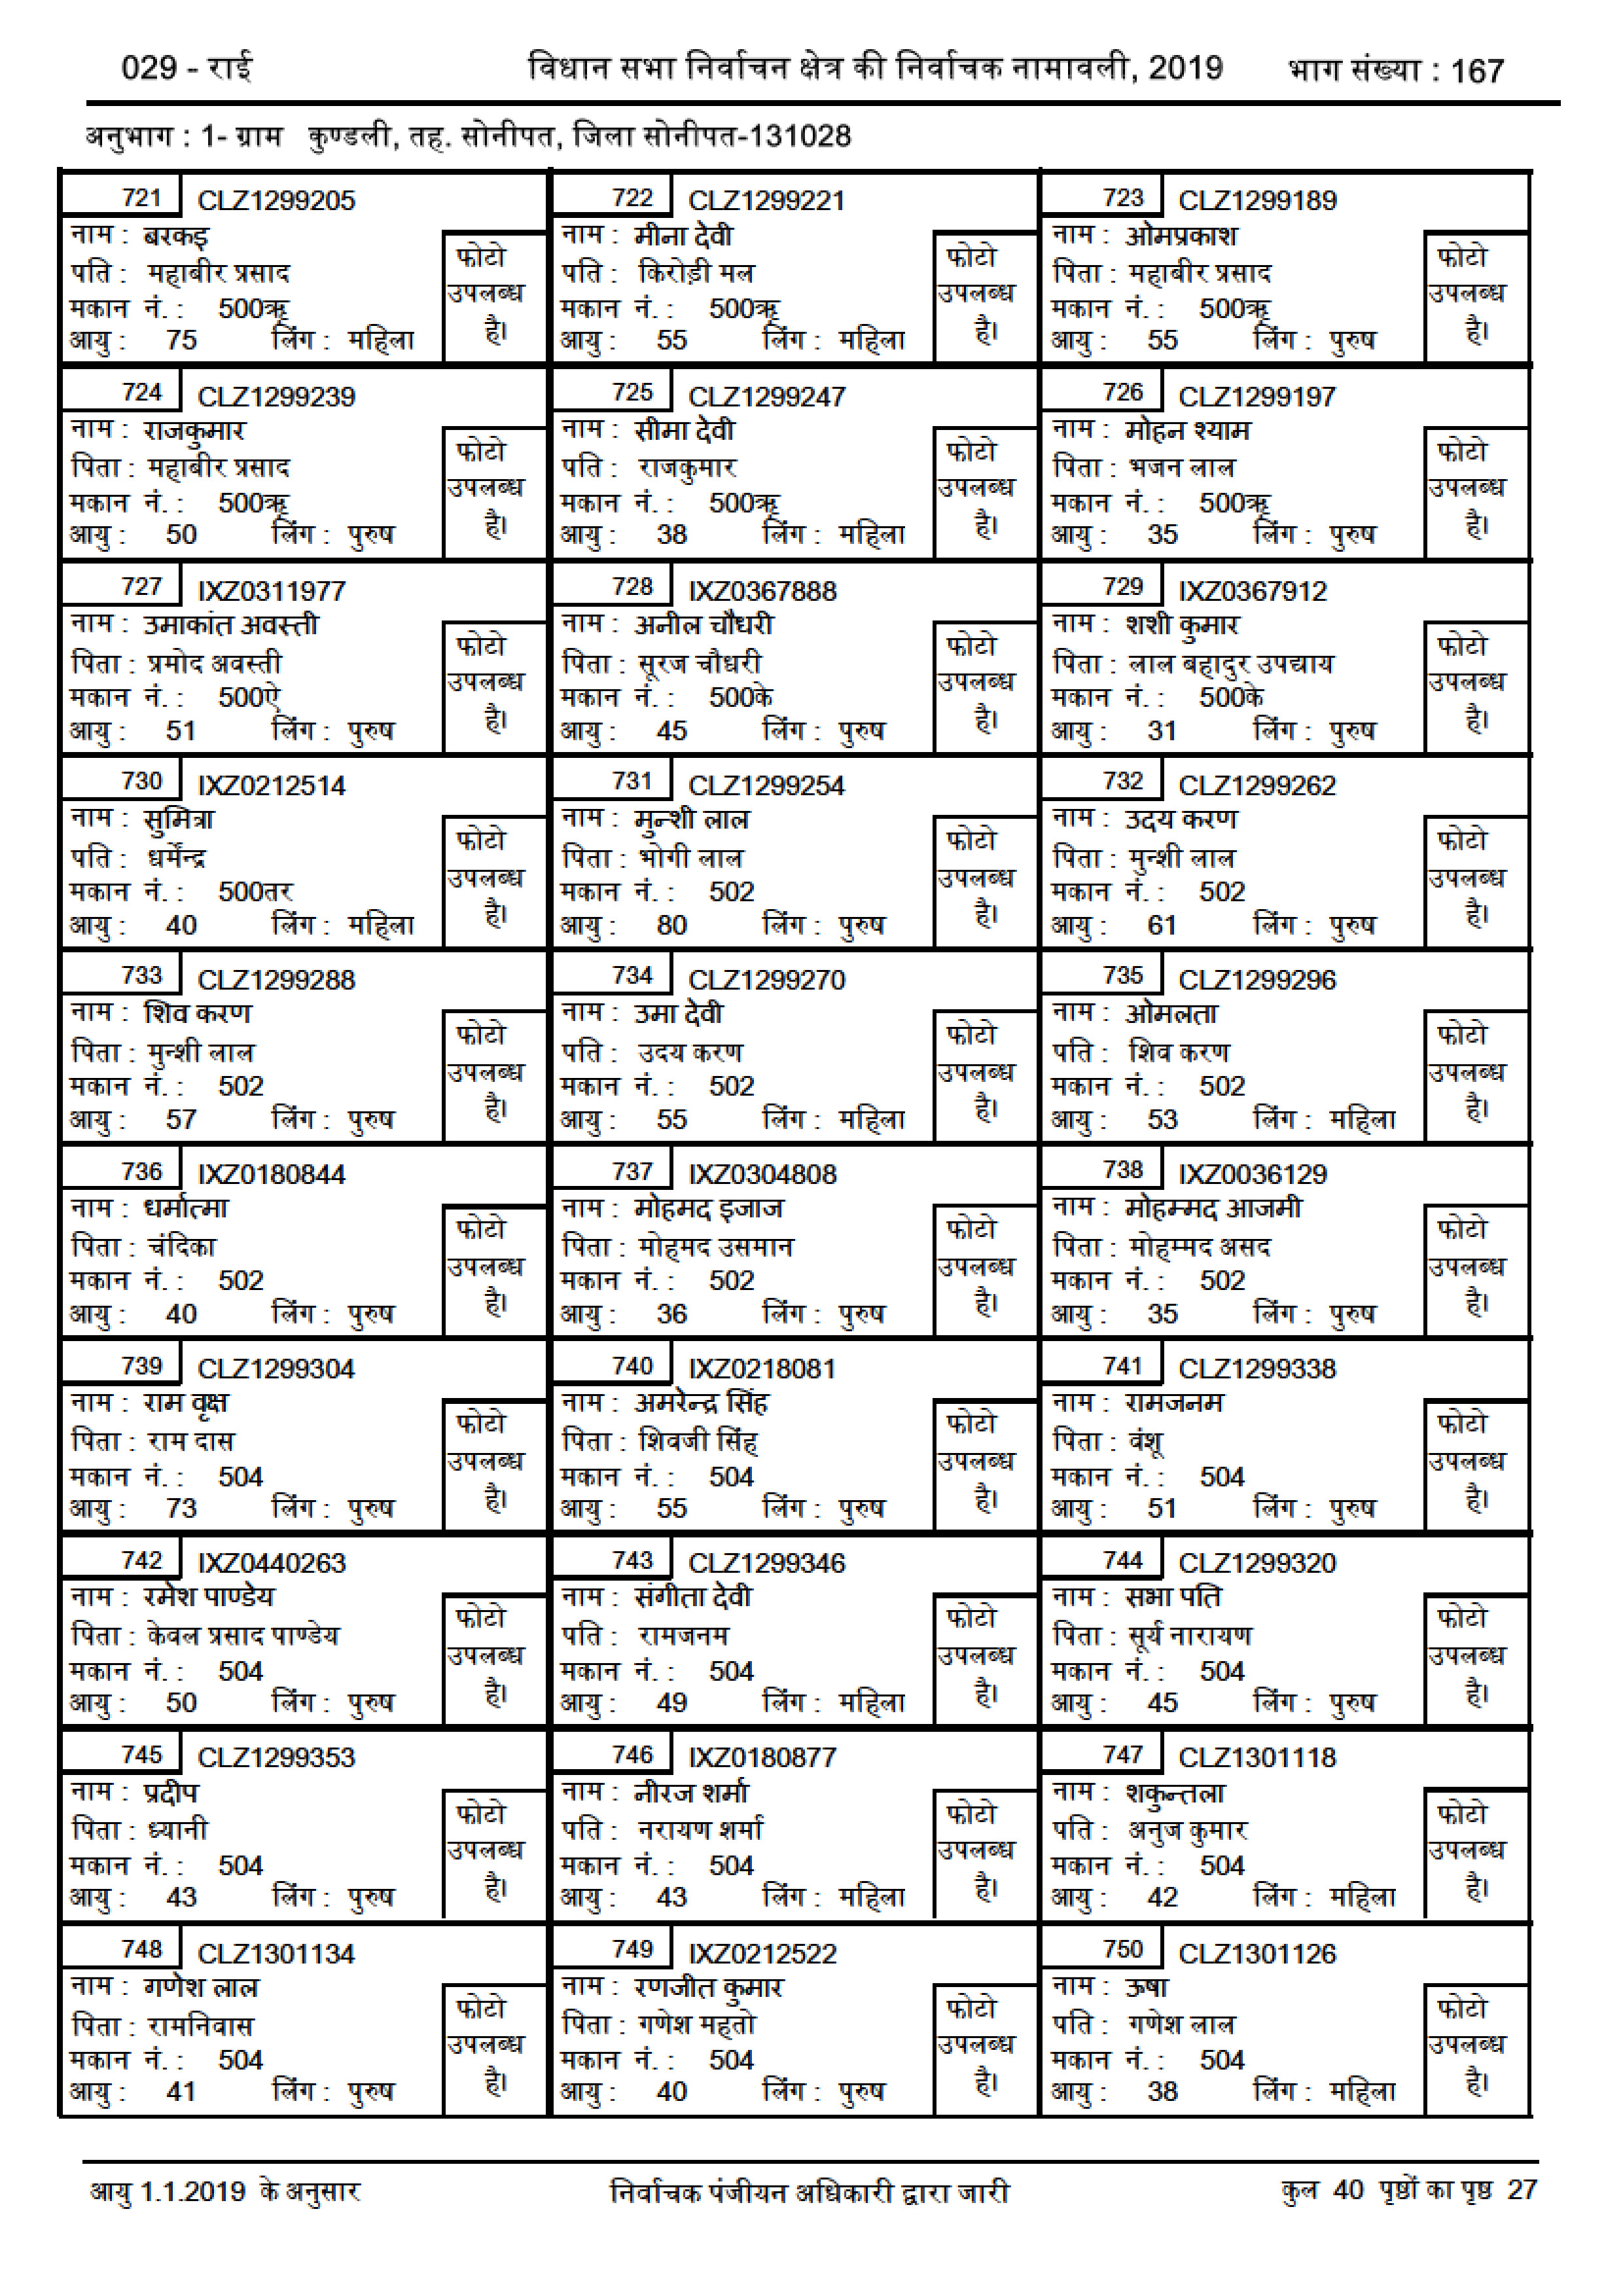 029 - राई विधान सभा निर्वाचन क्षेत्र की निर्वाचक नामावली, 2019 भाग संख्या : 167
अनुभाग : 1- ग्राम कुण्डली, तह. सोनीपत, जिला सोनीपत-131028
721 CLZ1299205
नाम : बरकइ
पति : महाबीर प्रसाद
मकान नं. : 500ऋ
आयु : 75 लिंग : महिला
फोटो उपलब्ध है।
722 CLZ1299221
नाम : मीना देवी
पति : किरोड़ी मल
मकान नं. : 500ऋ
आयु : 55 लिंग : महिला
फोटो उपलब्ध है।
723 CLZ1299189
नाम : ओमप्रकाश
पिता : महाबीर प्रसाद
मकान नं. : 500ऋ
आयु : 55 लिंग : पुरुष
फोटो उपलब्ध है।
724 CLZ1299239
नाम : राजकुमार
पिता : महाबीर प्रसाद
मकान नं. : 500ऋ
आयु : 50 लिंग : पुरुष
फोटो उपलब्ध है।
725 CLZ1299247
नाम : सीमा देवी
पति : राजकुमार
मकान नं. : 500ऋ
आयु : 38 लिंग : महिला
फोटो उपलब्ध है।
726 CLZ1299197
नाम : मोहन श्याम
पिता : भजन लाल
मकान नं. : 500ऋ
आयु : 35 लिंग : पुरुष
फोटो उपलब्ध है।
727 IXZ0311977
नाम : उमाकांत अवस्ती
पिता : प्रमोद अवस्ती
मकान नं. : 500ऐ
आयु : 51 लिंग : पुरुष
फोटो उपलब्ध है।
728 IXZ0367888
नाम : अनील चौधरी
पिता : सूरज चौधरी
मकान नं. : 500के
आयु : 45 लिंग : पुरुष
फोटो उपलब्ध है।
729 IXZ0367912
नाम : शशी कुमार
पिता : लाल बहादुर उपद्याय
मकान नं. : 500के
आयु : 31 लिंग : पुरुष
फोटो उपलब्ध है।
730 IXZ0212514
नाम : सुमित्रा
पति : धर्मेंन्द्र
मकान नं. : 500तर
आयु : 40 लिंग : महिला
फोटो उपलब्ध है।
731 CLZ1299254
नाम : मुन्शी लाल
पिता : भोगी लाल
मकान नं. : 502
आयु : 80 लिंग : पुरुष
फोटो उपलब्ध है।
732 CLZ1299262
नाम : उदय करण
पिता : मुन्शी लाल
मकान नं. : 502
आयु : 61 लिंग : पुरुष
फोटो उपलब्ध है।
733 CLZ1299288
नाम : शिव करण
पिता : मुन्शी लाल
मकान नं. : 502
आयु : 57 लिंग : पुरुष
फोटो उपलब्ध है।
734 CLZ1299270
नाम : उमा देवी
पति : उदय करण
मकान नं. : 502
आयु : 55 लिंग : महिला
फोटो उपलब्ध है।
735 CLZ1299296
नाम : ओमलता
पति : शिव करण
मकान नं. : 502
आयु : 53 लिंग : महिला
फोटो उपलब्ध है।
736 IXZ0180844
नाम : धर्मात्मा
पिता : चंदिका
मकान नं. : 502
आयु : 40 लिंग : पुरुष
फोटो उपलब्ध है।
737 IXZ0304808
नाम : मोहमद इजाज
पिता : मोहमद उसमान
मकान नं. : 502
आयु : 36 लिंग : पुरुष
फोटो उपलब्ध है।
738 IXZ0036129
नाम : मोहम्मद आजमी
पिता : मोहम्मद असद
मकान नं. : 502
आयु : 35 लिंग : पुरुष
फोटो उपलब्ध है।
739 CLZ1299304
नाम : राम वृक्ष
पिता : राम दास
मकान नं. : 504
आयु : 73 लिंग : पुरुष
फोटो उपलब्ध है।
740 IXZ0218081
नाम : अमरेन्द्र सिंह
पिता : शिवजी सिंह
मकान नं. : 504
आयु : 55 लिंग : पुरुष
फोटो उपलब्ध है।
741 CLZ1299338
नाम : रामजनम
पिता : वंशू
मकान नं. : 504
आयु : 51 लिंग : पुरुष
फोटो उपलब्ध है।
742 IXZ0440263
नाम : रमेश पाण्डेय
पिता : केवल प्रसाद पाण्डेय
मकान नं. : 504
आयु : 50 लिंग : पुरुष
फोटो उपलब्ध है।
743 CLZ1299346
नाम : संगीता देवी
पति : रामजनम
मकान नं. : 504
आयु : 49 लिंग : महिला
फोटो उपलब्ध है।
744 CLZ1299320
नाम : सभा पति
पिता : सूर्य नारायण
मकान नं. : 504
आयु : 45 लिंग : पुरुष
फोटो उपलब्ध है।
745 CLZ1299353
नाम : प्रदीप
पिता : ध्यानी
मकान नं. : 504
आयु : 43 लिंग : पुरुष
फोटो उपलब्ध है।
746 IXZ0180877
नाम : नीरज शर्मा
पति : नरायण शर्मा
मकान नं. : 504
आयु : 43 लिंग : महिला
फोटो उपलब्ध है।
747 CLZ1301118
नाम : शकुन्तला
पति : अनुज कुमार
मकान नं. : 504
आयु : 42 लिंग : महिला
फोटो उपलब्ध है।
748 CLZ1301134
नाम : गणेश लाल
पिता : रामनिवास
मकान नं. : 504
आयु : 41 लिंग : पुरुष
फोटो उपलब्ध है।
749 IXZ0212522
नाम : रणजीत कुमार
पिता : गणेश महतो
मकान नं. : 504
आयु : 40 लिंग : पुरुष
फोटो उपलब्ध है।
750 CLZ1301126
नाम : ऊषा
पति : गणेश लाल
मकान नं. : 504
आयु : 38 लिंग : महिला
फोटो उपलब्ध है।
आयु 1.1.2019 के अनुसार निर्वाचक पंजीयन अधिकारी द्वारा जारी कुल 40 पृष्ठों का पृष्ठ 27